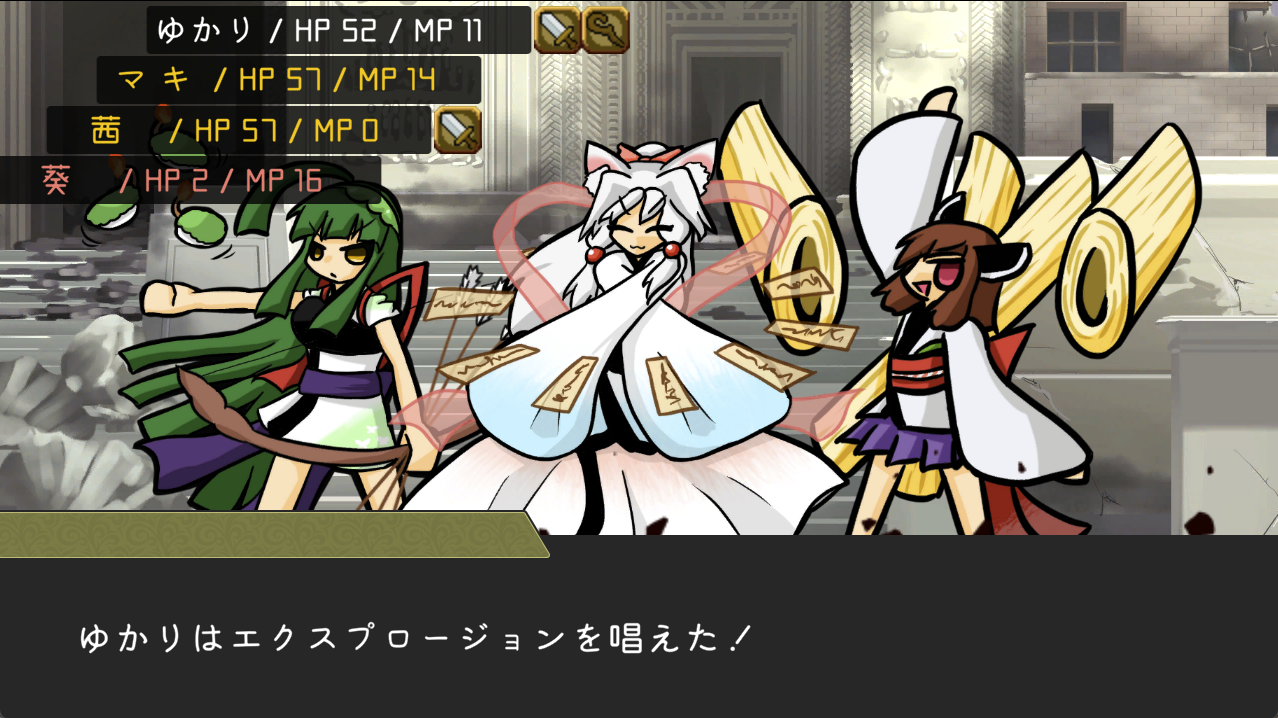 ゆかり / HP 52 / MP 11
マキ / HP 57 / MP 14
茜 / HP 57 / MP 0
葵 / HP 2 / MP 16
ゆかりはエクスプロージョンを唱えた!